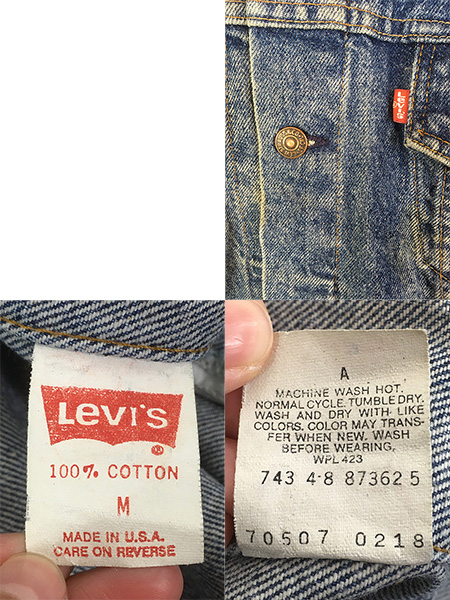 LEVI'S
LEVI'S
®
100% COTTON
M
MADE IN U.S.A.
CARE ON REVERSE
A
MACHINE WASH HOT.
NORMAL CYCLE. TUMBLE DRY.
WASH AND DRY WITH LIKE
COLORS. COLOR MAY TRANS-
FER WHEN NEW. WASH
BEFORE WEARING.
WPL 423
743 4-8 87362 5
70507 0218